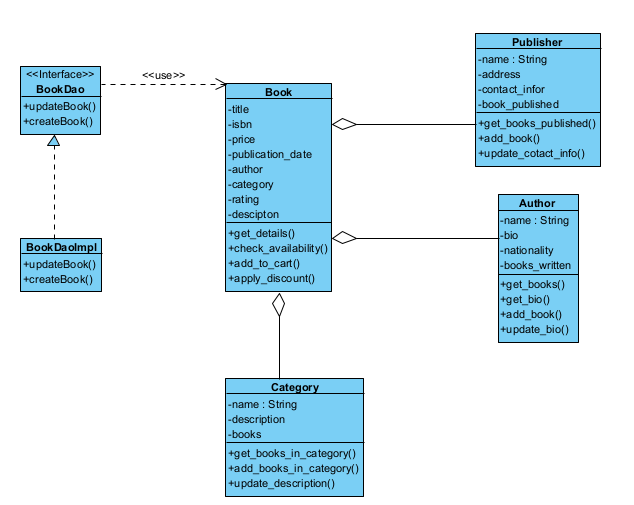 <<Interface>>
BookDao
+updateBook()
+createBook()
<<use>>
BookDaoImpl
+updateBook()
+createBook()
Book
-title
-isbn
-price
-publication_date
-author
-category
-rating
-descipton
+get_details()
+check_availability()
+add_to_cart()
+apply_discount()
Publisher
-name : String
-address
-contact_infor
-book_published
+get_books_published()
+add_book()
+update_cotact_info()
Author
-name : String
-bio
-nationality
-books_written
+get_books()
+get_bio()
+add_book()
+update_bio()
Category
-name : String
-description
-books
+get_books_in_category()
+add_books_in_category()
+update_description()